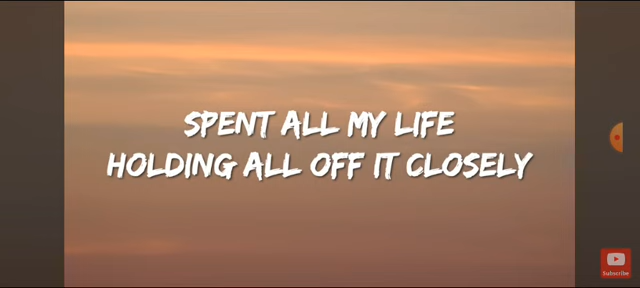 SPENT ALL MY LIFE
HOLDING ALL OFF IT CLOSELY
Subscribe